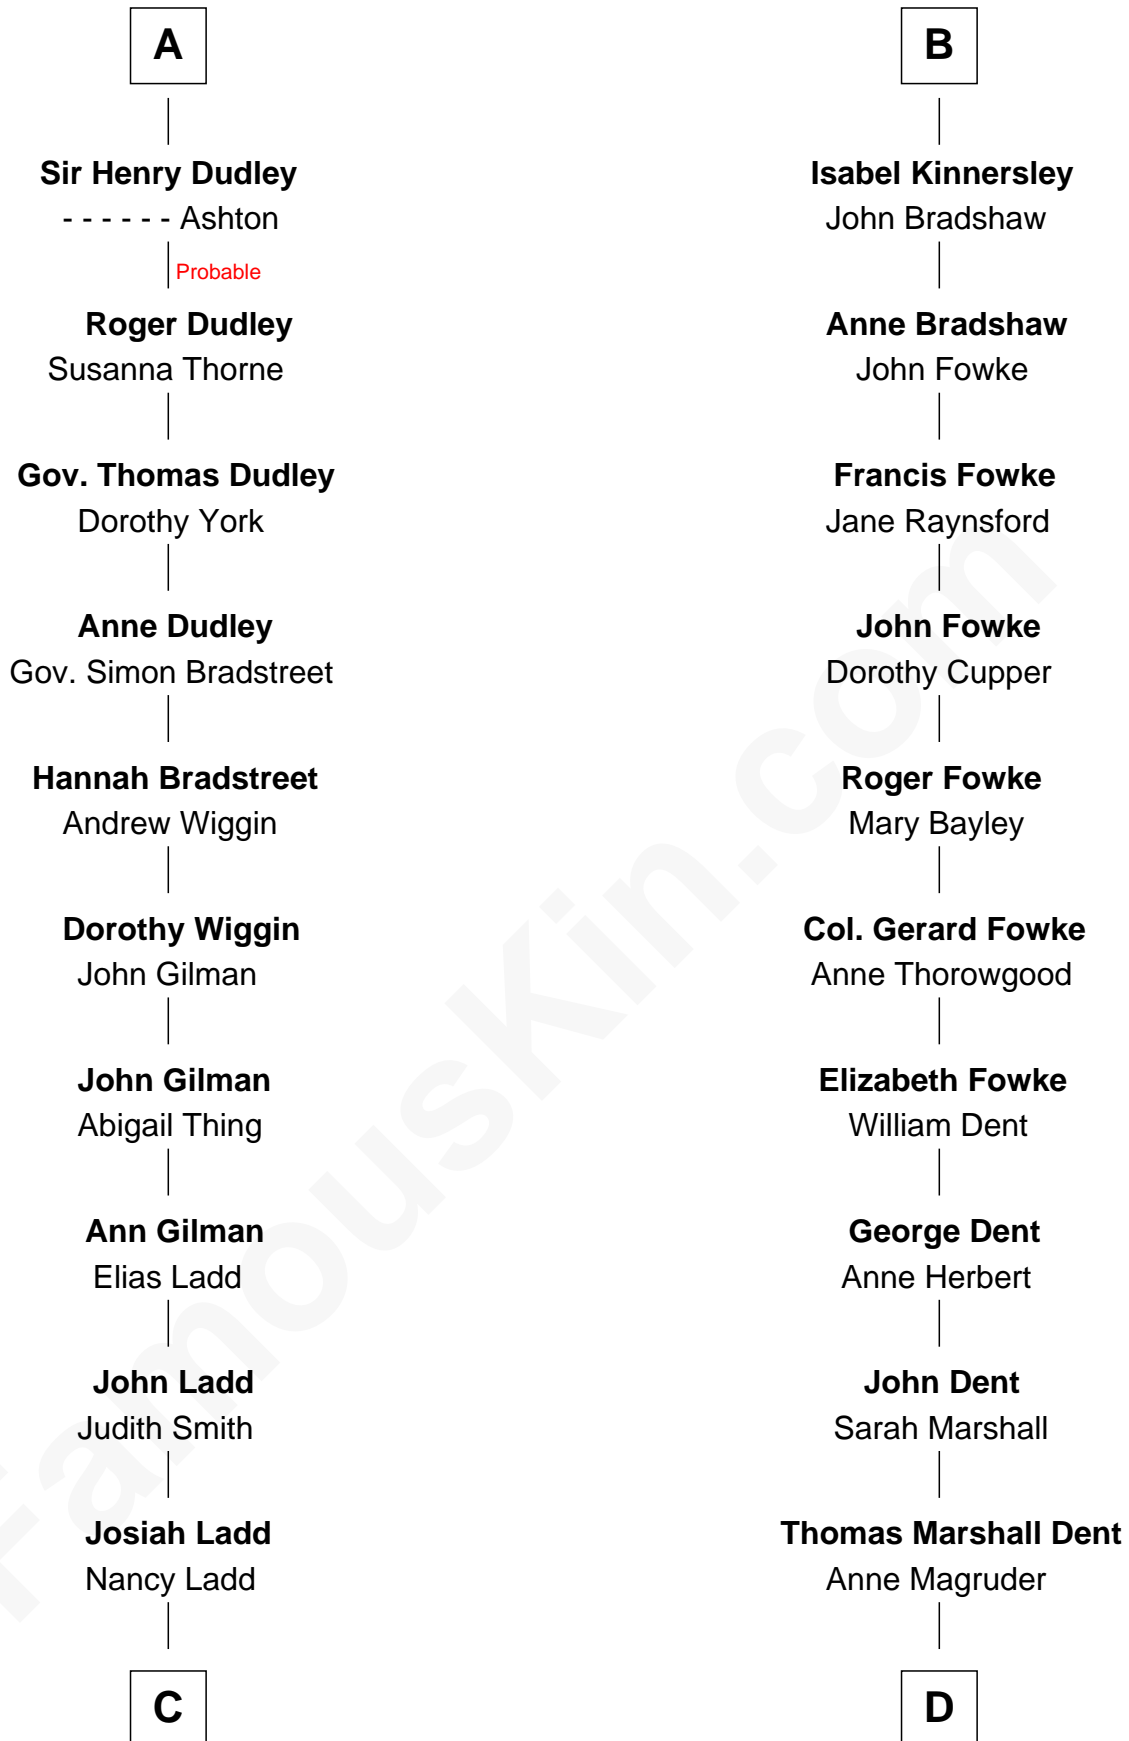 A
Sir Henry Dudley
- - - - - - Ashton
Probable
Roger Dudley
Susanna Thorne
Gov. Thomas Dudley
Dorothy York
Anne Dudley
Gov. Simon Bradstreet
Hannah Bradstreet
Andrew Wiggin
Dorothy Wiggin
John Gilman
John Gilman
Abigail Thing
Ann Gilman
Elias Ladd
John Ladd
Judith Smith
Josiah Ladd
Nancy Ladd
C
B
Isabel Kinnersley
John Bradshaw
Anne Bradshaw
John Fowke
Francis Fowke
Jane Raynsford
John Fowke
Dorothy Cupper
Roger Fowke
Mary Bayley
Col. Gerard Fowke
Anne Thorowgood
Elizabeth Fowke
William Dent
George Dent
Anne Herbert
John Dent
Sarah Marshall
Thomas Marshall Dent
Anne Magruder
D
FamousKin.com